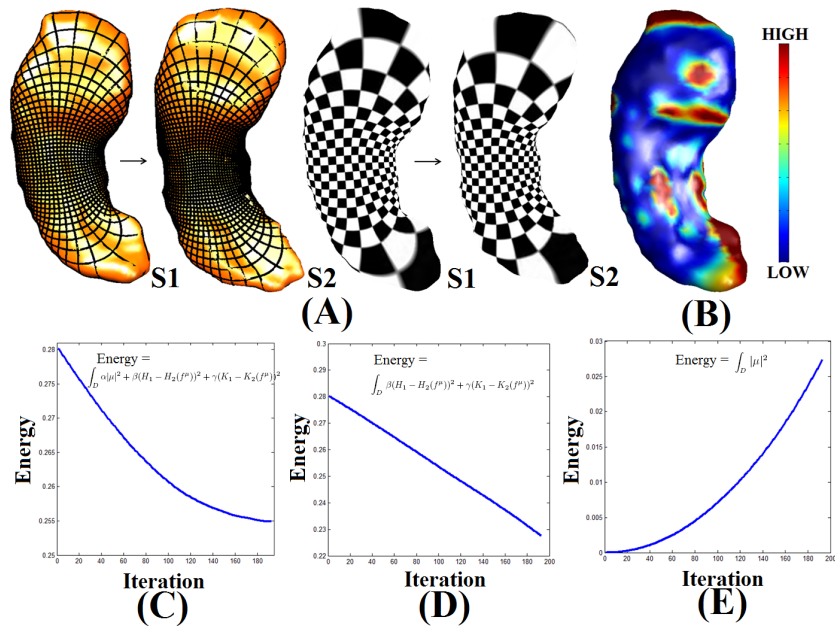 HIGH
LOW
S1
S2
S1
S2
(A)
(B)
0.28
0.275
0.27
0.265
0.26
0.255
0.25
0 20 40 60 80 100 120 140 160 180
Energy
Energy =
∫_D α|μ|² + β(H₁ − H₂(f^μ))² + γ(K₁ − K₂(f^μ))²
Iteration
(C)
0.3
0.29
0.28
0.27
0.26
0.25
0.24
0.23
0.22
0 20 40 60 80 100 120 140 160 180 200
Energy
Energy =
∫_D β(H₁ − H₂(f^μ))² + γ(K₁ − K₂(f^μ))²
Iteration
(D)
0.03
0.025
0.02
0.015
0.01
0.005
0
0 20 40 60 80 100 120 140 160 180 200
Energy
Energy = ∫_D |μ|²
Iteration
(E)